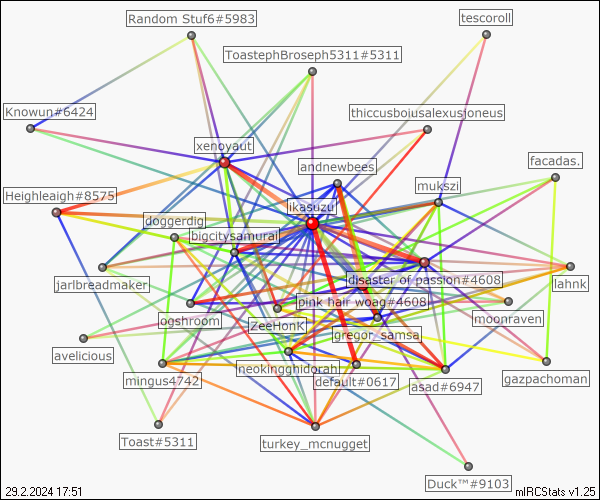 Random Stuf6#5983
tescoroll
ToastephBroseph5311#5311
Knowun#6424
thiccusboiusalexusjoneus
xenoyaut
andnewbees
facadas.
mukszi
Heighleaigh#8575
likasuzu
doggerdig
bigcitysamurai
disaster of passion#4608
jarlbreadmaker
lahnk
pink hair woag#4608
ogshroom
ZeeHonK
moonraven
gregor_samsa
avelicious
neokingghidorah
mingus4742
default#0617
asad#6947
gazpachoman
Toast#5311
turkey_mcnugget
Duck™#9103
29.2.2024 17:51
mIRCStats v1.25